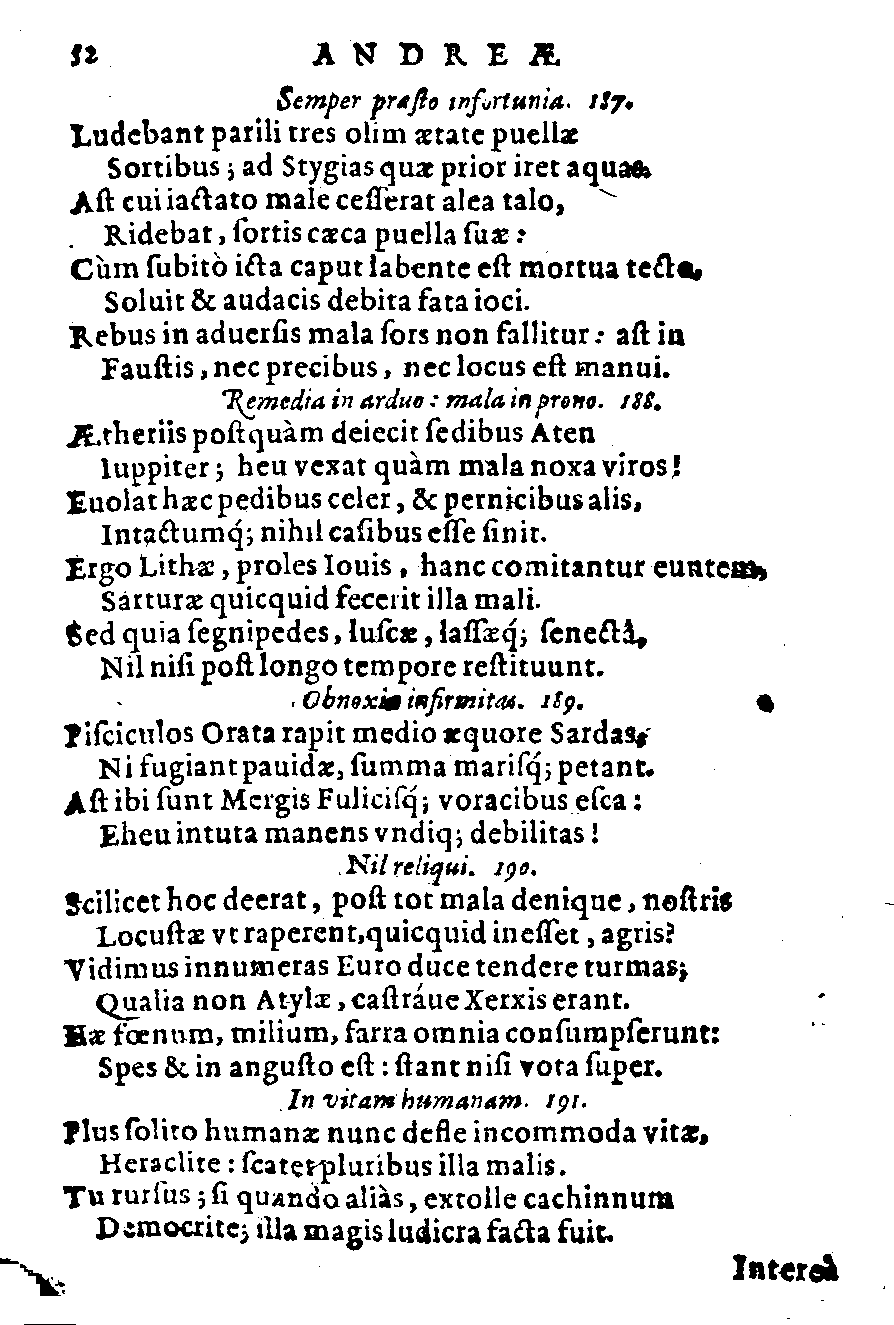 52 ANDREÆ
Semper præſto infortunia. 187.
Ludebant parili tres olim ætate puellæ
Sortibus; ad Stygias quæ prior iret aquas.
Aſt cui iactato male ceſſerat alea talo,
Ridebat, ſortis cæca puella ſuæ:
Cùm ſubitò icta caput labente eſt mortua tecto,
Soluit & audacis debita fata ioci.
Rebus in aduerſis mala ſors non fallitur: aſt in
Fauſtis, nec precibus, nec locus eſt manui.
Remedia in arduo: mala in prono. 188.
Ætheriis poſtquàm deiecit ſedibus Aten
Iuppiter; heu vexat quàm mala noxa viros!
Euolat hæc pedibus celer, & pernicibus alis,
Intactumq́; nihil caſibus eſſe ſinit.
Ergo Lithæ, proles Iouis, hanc comitantur euntem,
Sarturæ quicquid fecerit illa mali.
Sed quia ſegnipedes, luſcæ, laſſæq́; ſenectâ,
Nil niſi poſt longo tempore reſtituunt.
Obnoxia infirmitas. 189.
Piſciculos Orata rapit medio æquore Sardas,
Ni fugiant pauidæ, ſumma mariſq́; petant.
Aſt ibi ſunt Mergis Fuliciſq́; voracibus eſca:
Eheu intuta manens vndiq; debilitas!
Nil reliqui. 190.
Scilicet hoc deerat, poſt tot mala denique, noſtris
Locuſtæ vt raperent, quicquid ineſſet, agris?
Vidimus innumeras Euro duce tendere turmas;
Qualia non Atylæ, caſtráue Xerxis erant.
Hæ fœnum, milium, farra omnia conſumpſerunt:
Spes & in anguſto eſt: ſtant niſi vota ſuper.
In vitam humanam. 191.
Plus ſolito humanæ nunc defle incommoda vitæ,
Heraclite: ſcatet pluribus illa malis.
Tu rurſus; ſi quando aliàs, extolle cachinnum
Democrite; illa magis ludicra facta fuit.
Intereà